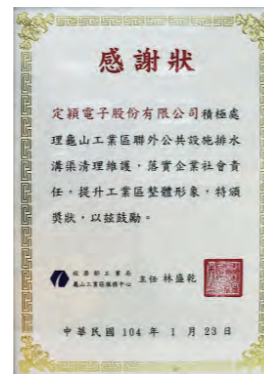 感謝狀
定穎電子股份有限公司積極處
理龜山工業區聯外公共設施排水
溝渠清理維護，落實企業社會責
任，提升工業區整體形象，特頒
獎狀，以茲鼓勵。
經濟部工業局
龜山工業區服務中心
主任 林盛乾
中華民國 104 年 1 月 23 日